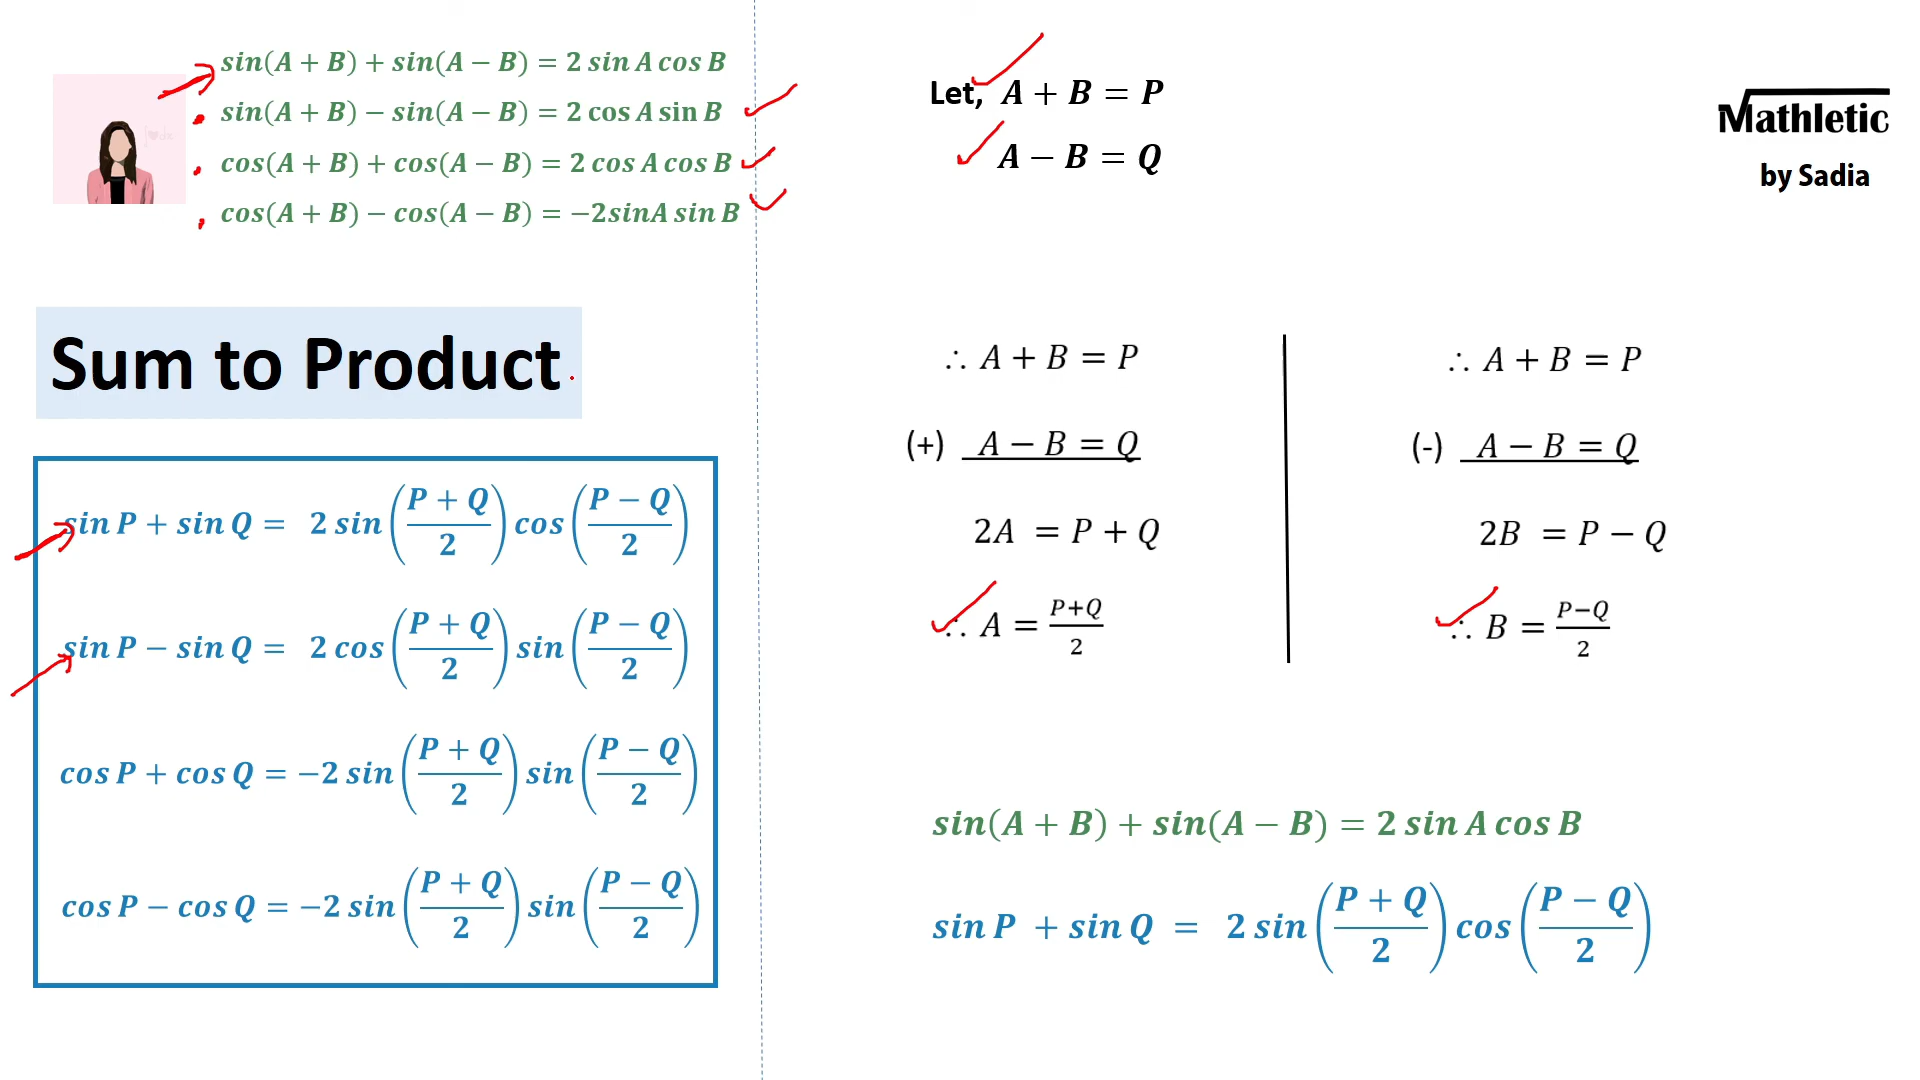 sin(A + B) + sin(A − B) = 2 sin A cos B
sin(A + B) − sin(A − B) = 2 cos A sin B
cos(A + B) + cos(A − B) = 2 cos A cos B
cos(A + B) − cos(A − B) = −2sinA sin B
Sum to Product
sin P + sin Q = 2 sin((P + Q)/2) cos((P − Q)/2)
sin P − sin Q = 2 cos((P + Q)/2) sin((P − Q)/2)
cos P + cos Q = −2 sin((P + Q)/2) sin((P − Q)/2)
cos P − cos Q = −2 sin((P + Q)/2) sin((P − Q)/2)
Let, A + B = P
A − B = Q
Mathletic
by Sadia
∴ A + B = P
(+) A − B = Q
2A = P + Q
∴ A = (P+Q)/2
∴ A + B = P
(-) A − B = Q
2B = P − Q
∴ B = (P−Q)/2
sin(A + B) + sin(A − B) = 2 sin A cos B
sin P + sin Q = 2 sin((P + Q)/2) cos((P − Q)/2)